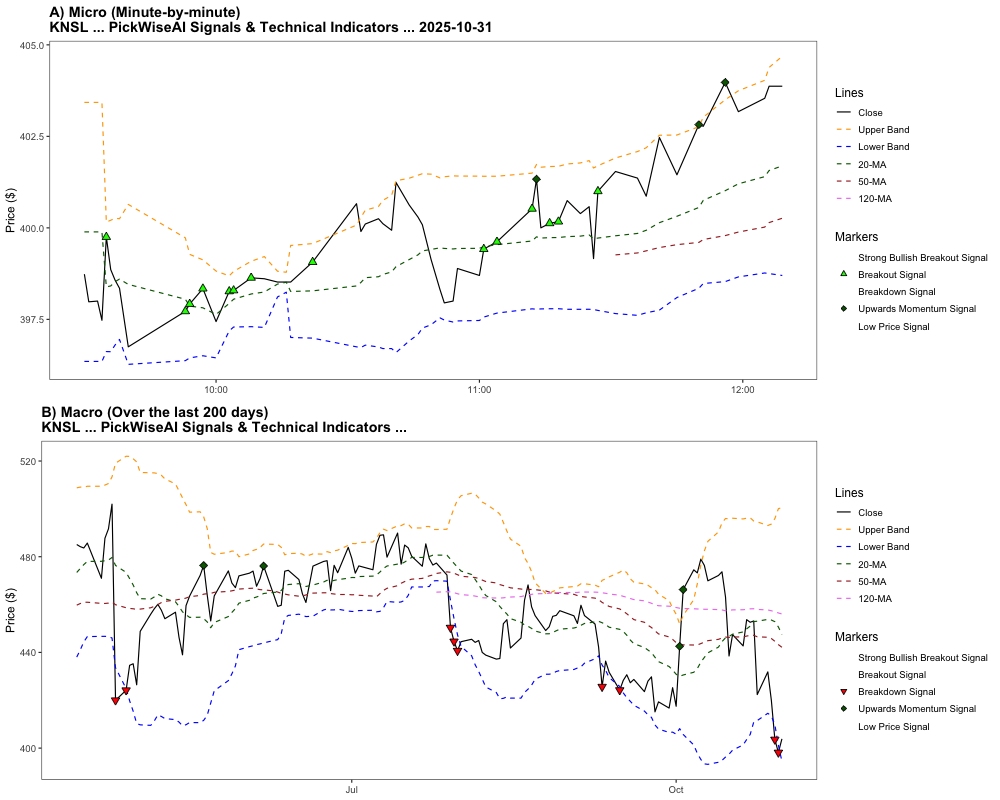 A) Micro (Minute-by-minute)
KNSL ... PickWiseAI Signals & Technical Indicators ... 2025-10-31
405.0
402.5
400.0
397.5
Price ($)
10:00
11:00
12:00
Lines
Close
Upper Band
Lower Band
20-MA
50-MA
120-MA
Markers
Strong Bullish Breakout Signal
Breakout Signal
Breakdown Signal
Upwards Momentum Signal
Low Price Signal
B) Macro (Over the last 200 days)
KNSL ... PickWiseAI Signals & Technical Indicators ...
520
480
440
400
Price ($)
Jul
Oct
Lines
Close
Upper Band
Lower Band
20-MA
50-MA
120-MA
Markers
Strong Bullish Breakout Signal
Breakout Signal
Breakdown Signal
Upwards Momentum Signal
Low Price Signal